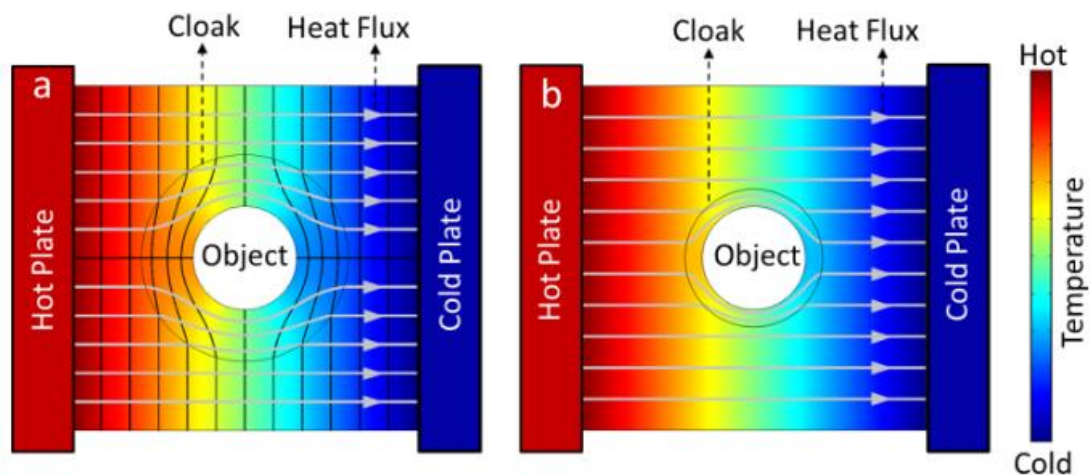 Cloak
Heat Flux
a
Hot Plate
Object
Cold Plate
Cloak
Heat Flux
b
Hot Plate
Object
Cold Plate
Hot
Temperature
Cold